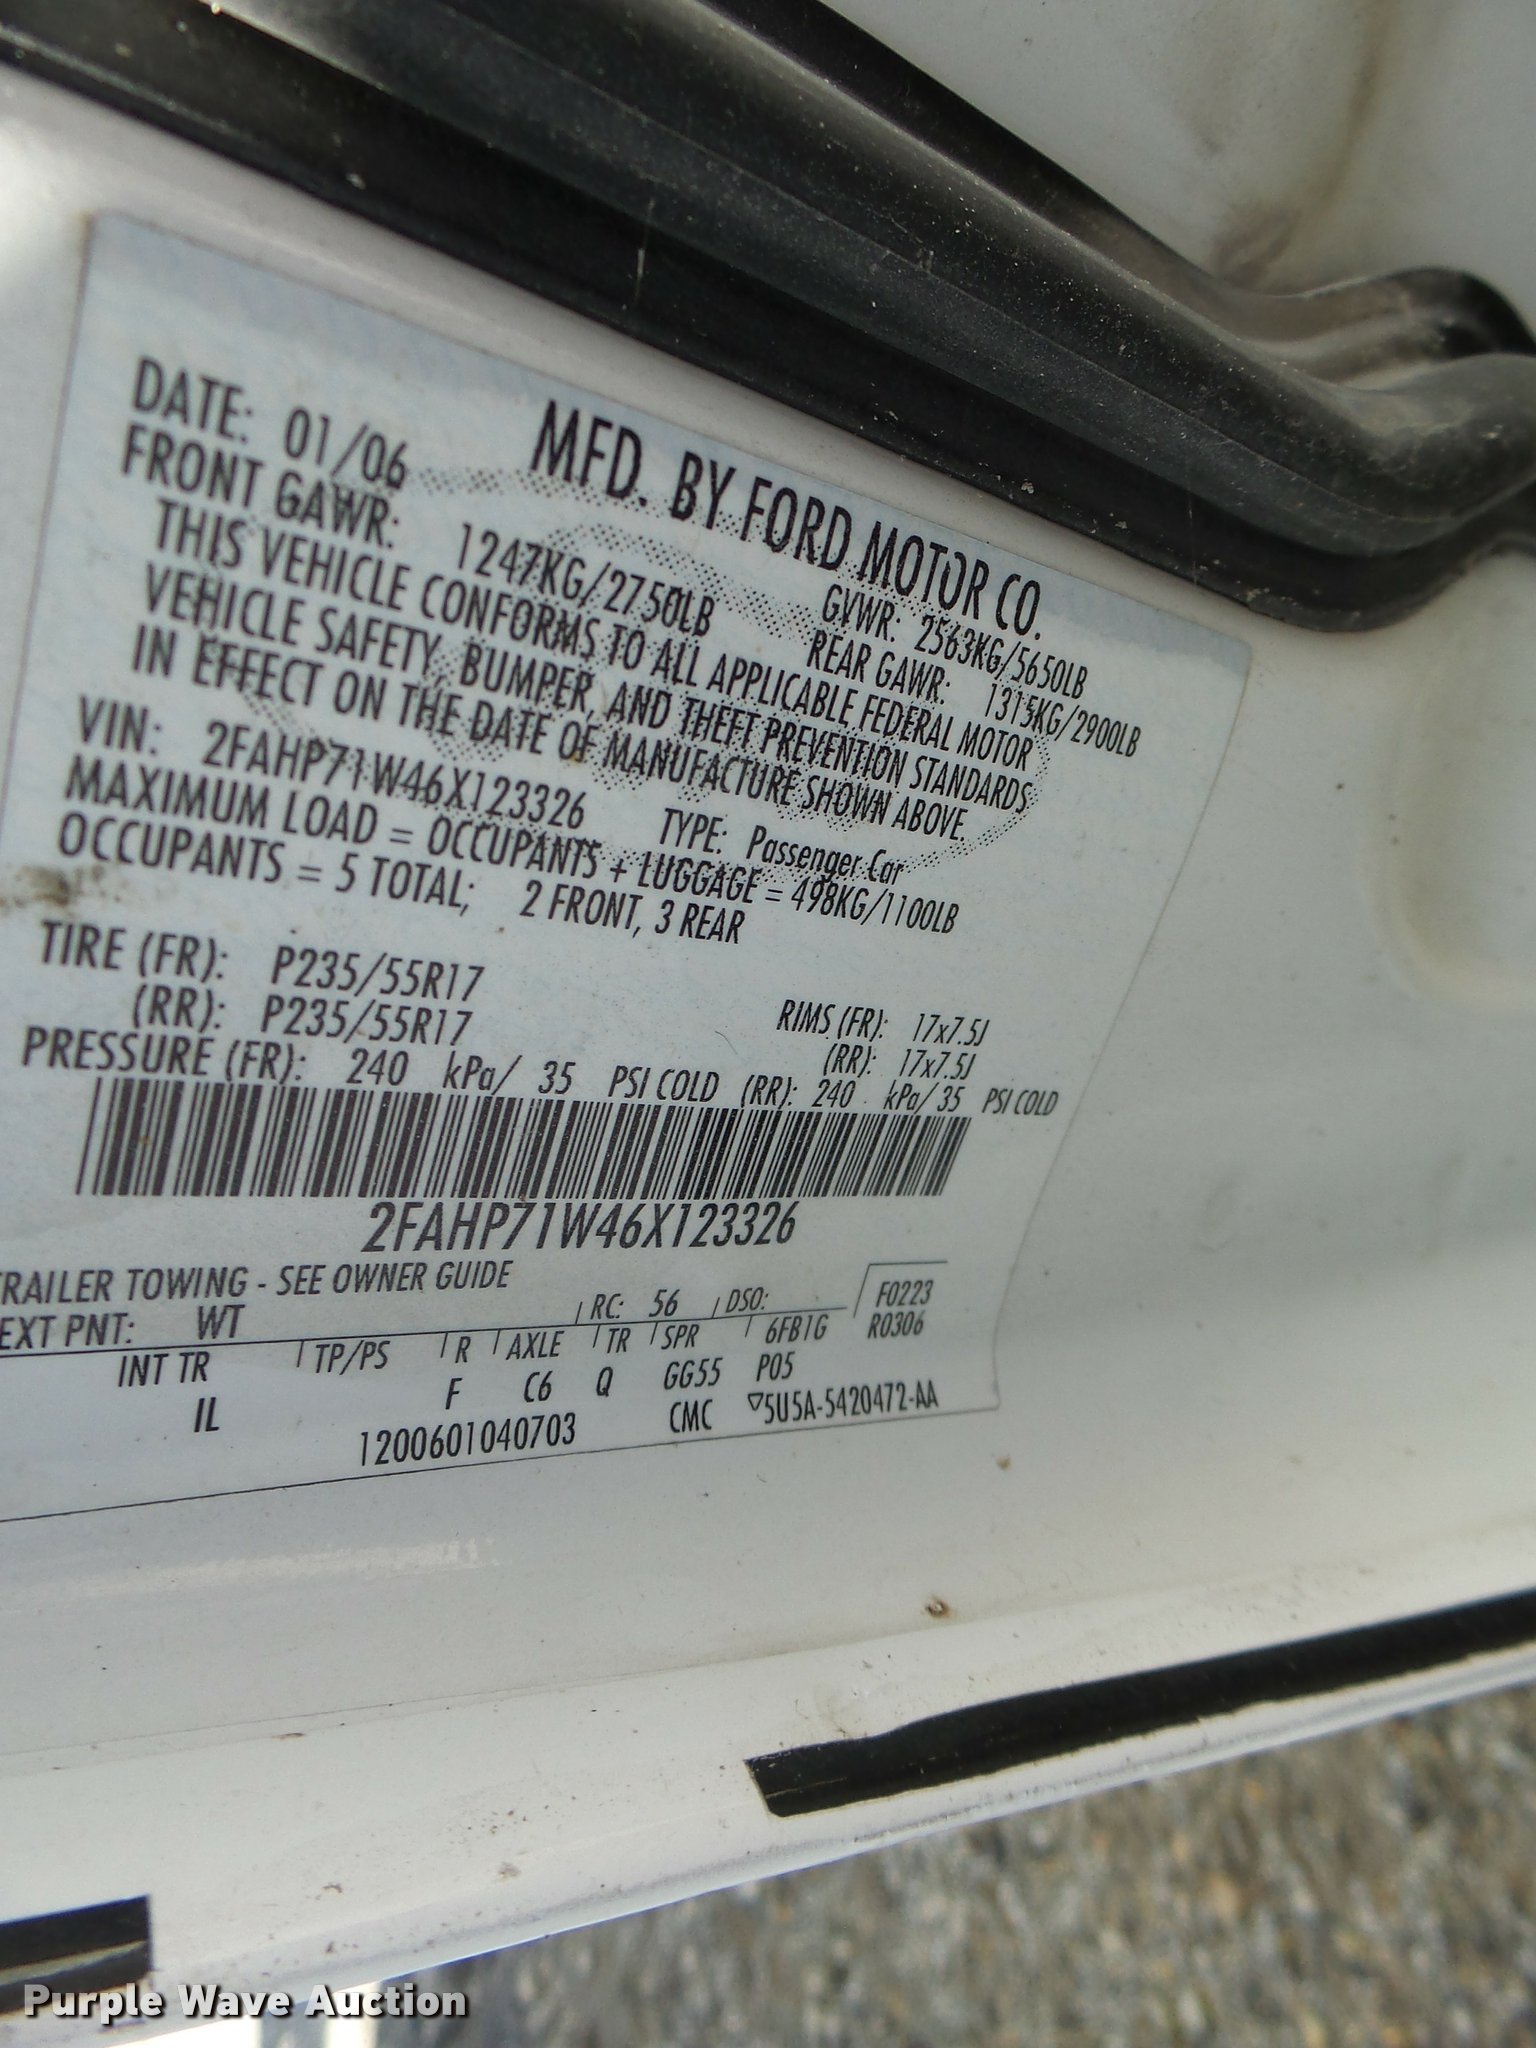 MFD. BY FORD MOTOR CO.
DATE: 01/06 GVWR: 2563KG/5650LB
FRONT GAWR: 1247KG/2750LB REAR GAWR: 1315KG/2900LB
THIS VEHICLE CONFORMS TO ALL APPLICABLE FEDERAL MOTOR
VEHICLE SAFETY, BUMPER, AND THEFT PREVENTION STANDARDS
IN EFFECT ON THE DATE OF MANUFACTURE SHOWN ABOVE.
VIN: 2FAHP71W46X123326 TYPE: Passenger Car
MAXIMUM LOAD = OCCUPANTS + LUGGAGE = 498KG/1100LB
OCCUPANTS = 5 TOTAL; 2 FRONT, 3 REAR
TIRE (FR): P235/55R17 RIMS (FR): 17x7.5J
(RR): P235/55R17 (RR): 17x7.5J
PRESSURE (FR): 240 kPa/ 35 PSI COLD (RR): 240 kPa/ 35 PSI COLD
2FAHP71W46X123326
TRAILER TOWING - SEE OWNER GUIDE
EXT PNT: WT RC: 56 DSO: F0223
INT TR TP/PS R AXLE TR SPR 6FB1G R0306
IL F C6 Q GG55 P05
1200601040703 CMC ▽5U5A-5420472-AA
Purple Wave Auction